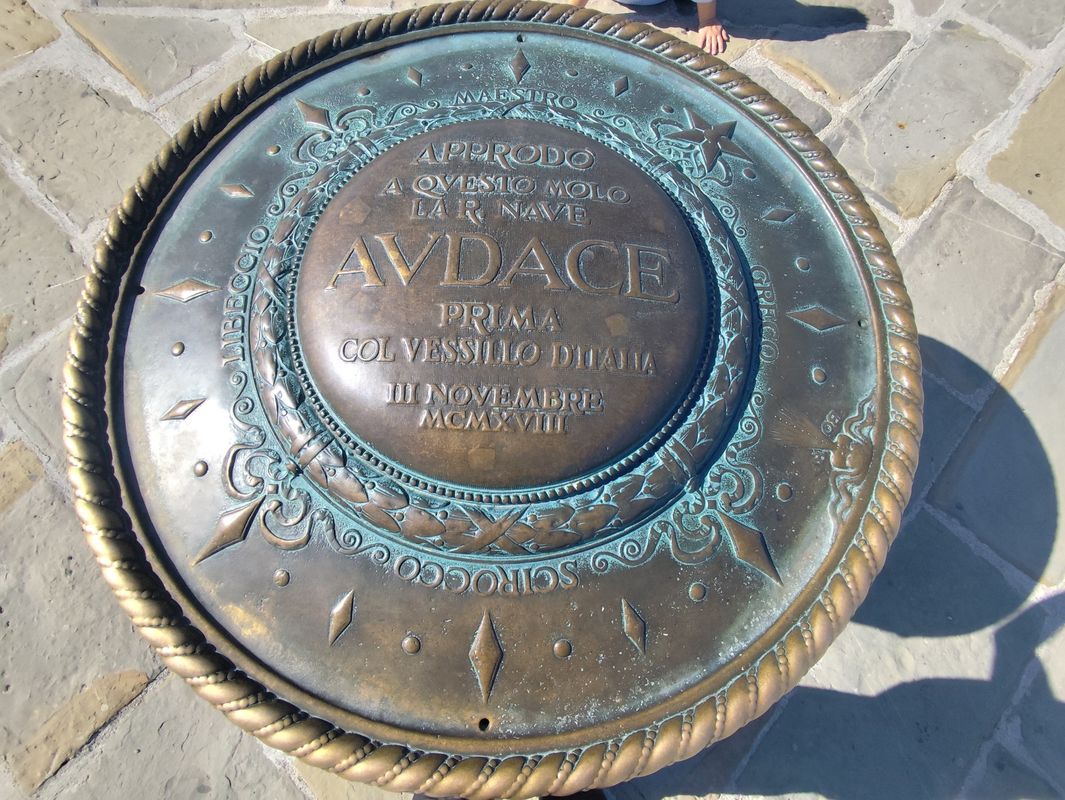 MAESTRO
APPRODO
A QVESTO MOLO
LA R. NAVE
AVDACE
PRIMA
COL VESSILLO D'ITALIA
III NOVEMBRE
MCMXVIII
LIBECCIO
GRECO
SCIROCCO